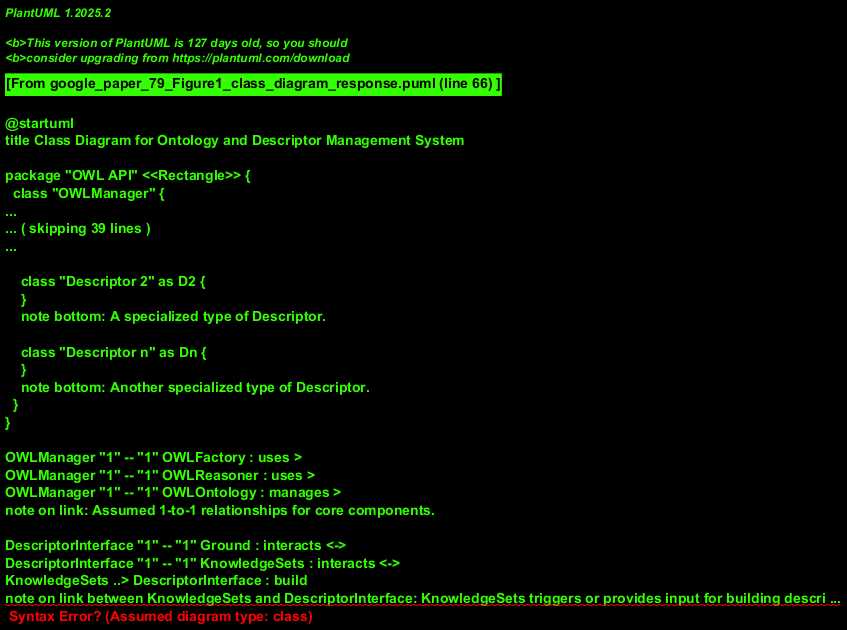 PlantUML 1.2025.2
<b>This version of PlantUML is 127 days old, so you should
<b>consider upgrading from https://plantuml.com/download
[From google_paper_79_Figure1_class_diagram_response.puml (line 66) ]
@startuml
title Class Diagram for Ontology and Descriptor Management System
package "OWL API" <<Rectangle>> {
class "OWLManager" {
...
... ( skipping 39 lines )
...
class "Descriptor 2" as D2 {
}
note bottom: A specialized type of Descriptor.
class "Descriptor n" as Dn {
}
note bottom: Another specialized type of Descriptor.
}
}
OWLManager "1" -- "1" OWLFactory : uses >
OWLManager "1" -- "1" OWLReasoner : uses >
OWLManager "1" -- "1" OWLOntology : manages >
note on link: Assumed 1-to-1 relationships for core components.
DescriptorInterface "1" -- "1" Ground : interacts <->
DescriptorInterface "1" -- "1" KnowledgeSets : interacts <->
KnowledgeSets ..> DescriptorInterface : build
note on link between KnowledgeSets and DescriptorInterface: KnowledgeSets triggers or provides input for building descri ...
Syntax Error? (Assumed diagram type: class)